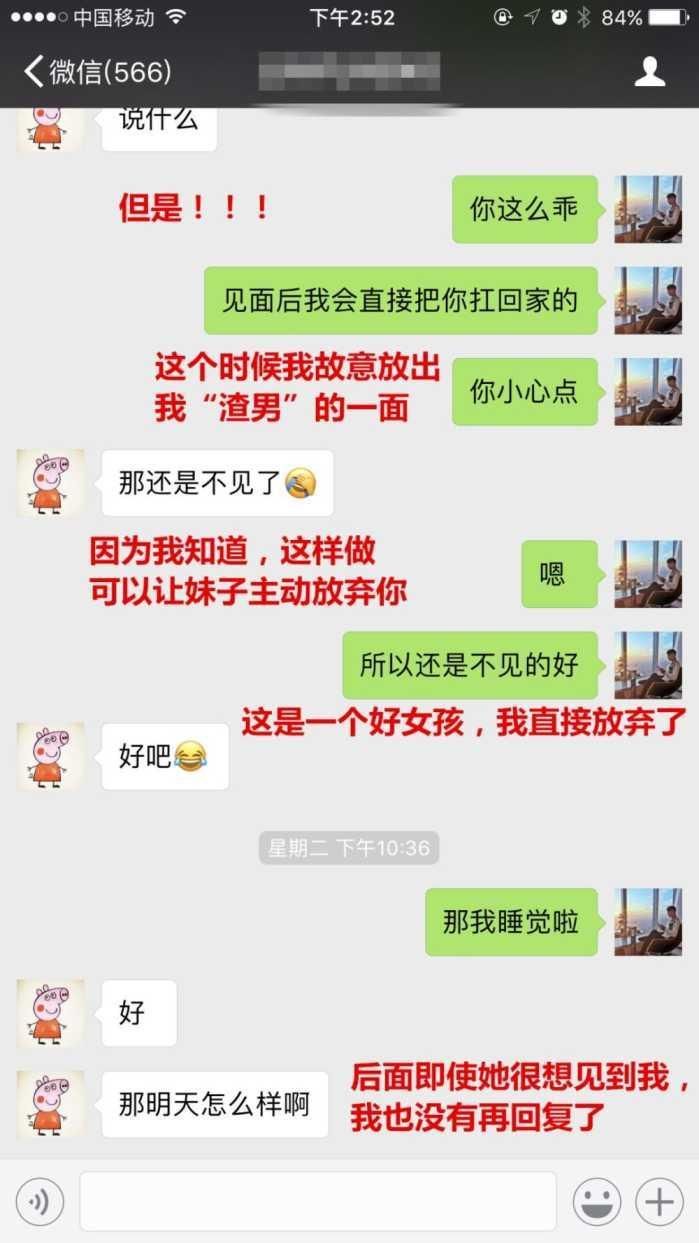 中国移动 下午2:52 84%
微信(566)
说什么
但是！！！
你这么乖
见面后我会直接把你扛回家的
这个时候我故意放出
我“渣男”的一面
你小心点
那还是不见了
因为我知道，这样做
可以让妹子主动放弃你
嗯
所以还是不见的好
这是一个好女孩，我直接放弃了
好吧
星期二 下午10:36
那我睡觉啦
好
那明天怎么样啊
后面即使她很想见到我，
我也没有再回复了